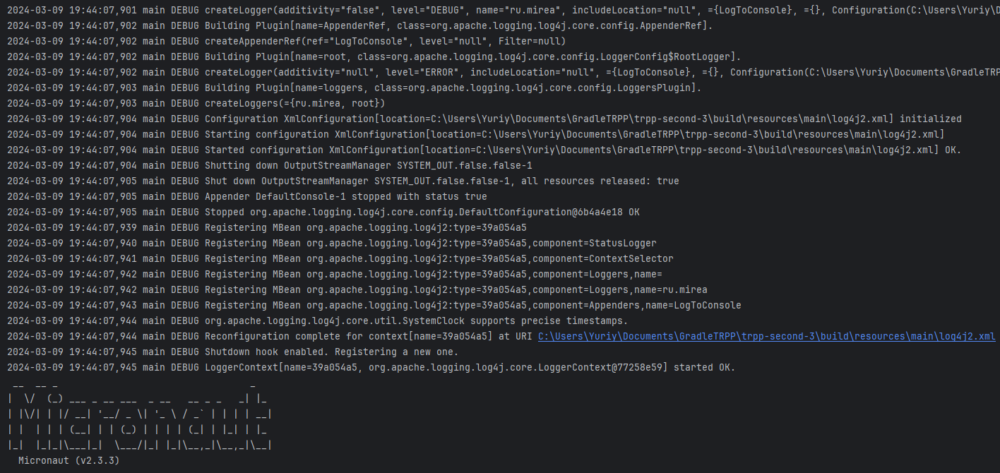 2024-03-09 19:44:07,901 main DEBUG createLogger(additivity="false", level="DEBUG", name="ru.mirea", includeLocation="null", ={LogToConsole}, ={}, Configuration(C:\Users\Yuriy\D
2024-03-09 19:44:07,902 main DEBUG Building Plugin[name=AppenderRef, class=org.apache.logging.log4j.core.config.AppenderRef].
2024-03-09 19:44:07,902 main DEBUG createAppenderRef(ref="LogToConsole", level="null", Filter=null)
2024-03-09 19:44:07,902 main DEBUG Building Plugin[name=root, class=org.apache.logging.log4j.core.config.LoggerConfig$RootLogger].
2024-03-09 19:44:07,902 main DEBUG createLogger(additivity="null", level="ERROR", includeLocation="null", ={LogToConsole}, ={}, Configuration(C:\Users\Yuriy\Documents\GradleTRP
2024-03-09 19:44:07,903 main DEBUG Building Plugin[name=loggers, class=org.apache.logging.log4j.core.config.LoggersPlugin].
2024-03-09 19:44:07,903 main DEBUG createLoggers(={ru.mirea, root})
2024-03-09 19:44:07,904 main DEBUG Configuration XmlConfiguration[location=C:\Users\Yuriy\Documents\GradleTRPP\trpp-second-3\build\resources\main\log4j2.xml] initialized
2024-03-09 19:44:07,904 main DEBUG Starting configuration XmlConfiguration[location=C:\Users\Yuriy\Documents\GradleTRPP\trpp-second-3\build\resources\main\log4j2.xml]
2024-03-09 19:44:07,904 main DEBUG Started configuration XmlConfiguration[location=C:\Users\Yuriy\Documents\GradleTRPP\trpp-second-3\build\resources\main\log4j2.xml] OK.
2024-03-09 19:44:07,904 main DEBUG Shutting down OutputStreamManager SYSTEM_OUT.false.false-1
2024-03-09 19:44:07,905 main DEBUG Shut down OutputStreamManager SYSTEM_OUT.false.false-1, all resources released: true
2024-03-09 19:44:07,905 main DEBUG Appender DefaultConsole-1 stopped with status true
2024-03-09 19:44:07,905 main DEBUG Stopped org.apache.logging.log4j.core.config.DefaultConfiguration@6b4a4e18 OK
2024-03-09 19:44:07,939 main DEBUG Registering MBean org.apache.logging.log4j2:type=39a054a5
2024-03-09 19:44:07,940 main DEBUG Registering MBean org.apache.logging.log4j2:type=39a054a5,component=StatusLogger
2024-03-09 19:44:07,941 main DEBUG Registering MBean org.apache.logging.log4j2:type=39a054a5,component=ContextSelector
2024-03-09 19:44:07,942 main DEBUG Registering MBean org.apache.logging.log4j2:type=39a054a5,component=Loggers,name=
2024-03-09 19:44:07,942 main DEBUG Registering MBean org.apache.logging.log4j2:type=39a054a5,component=Loggers,name=ru.mirea
2024-03-09 19:44:07,943 main DEBUG Registering MBean org.apache.logging.log4j2:type=39a054a5,component=Appenders,name=LogToConsole
2024-03-09 19:44:07,944 main DEBUG org.apache.logging.log4j.core.util.SystemClock supports precise timestamps.
2024-03-09 19:44:07,944 main DEBUG Reconfiguration complete for context[name=39a054a5] at URI C:\Users\Yuriy\Documents\GradleTRPP\trpp-second-3\build\resources\main\log4j2.xml
2024-03-09 19:44:07,945 main DEBUG Shutdown hook enabled. Registering a new one.
2024-03-09 19:44:07,945 main DEBUG LoggerContext[name=39a054a5, org.apache.logging.log4j.core.LoggerContext@77258e59] started OK.
Micronaut
Micronaut (v2.3.3)